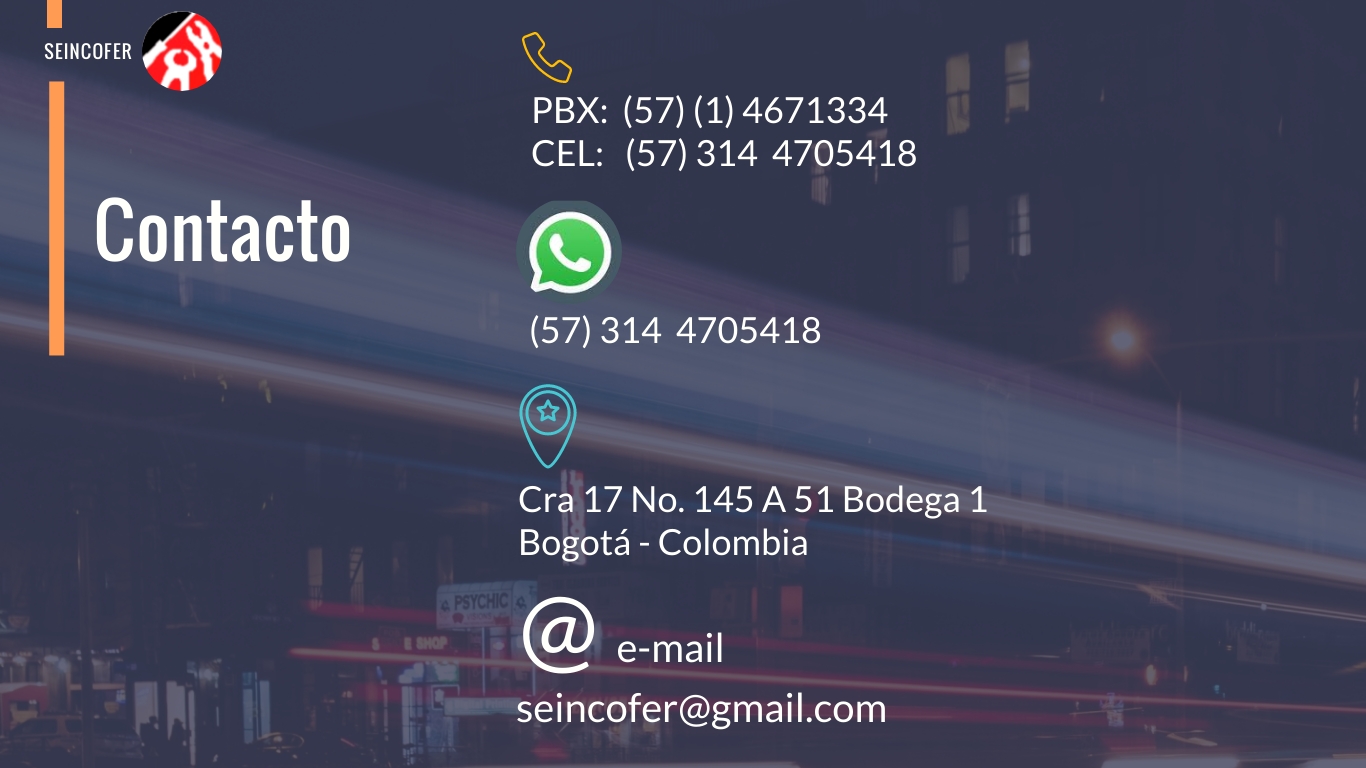 SEINCOFER
Contacto
PBX: (57) (1) 4671334
CEL: (57) 314 4705418
(57) 314 4705418
Cra 17 No. 145 A 51 Bodega 1
Bogotá - Colombia
PSYCHIC
E SHOP
@ e-mail
seincofer@gmail.com